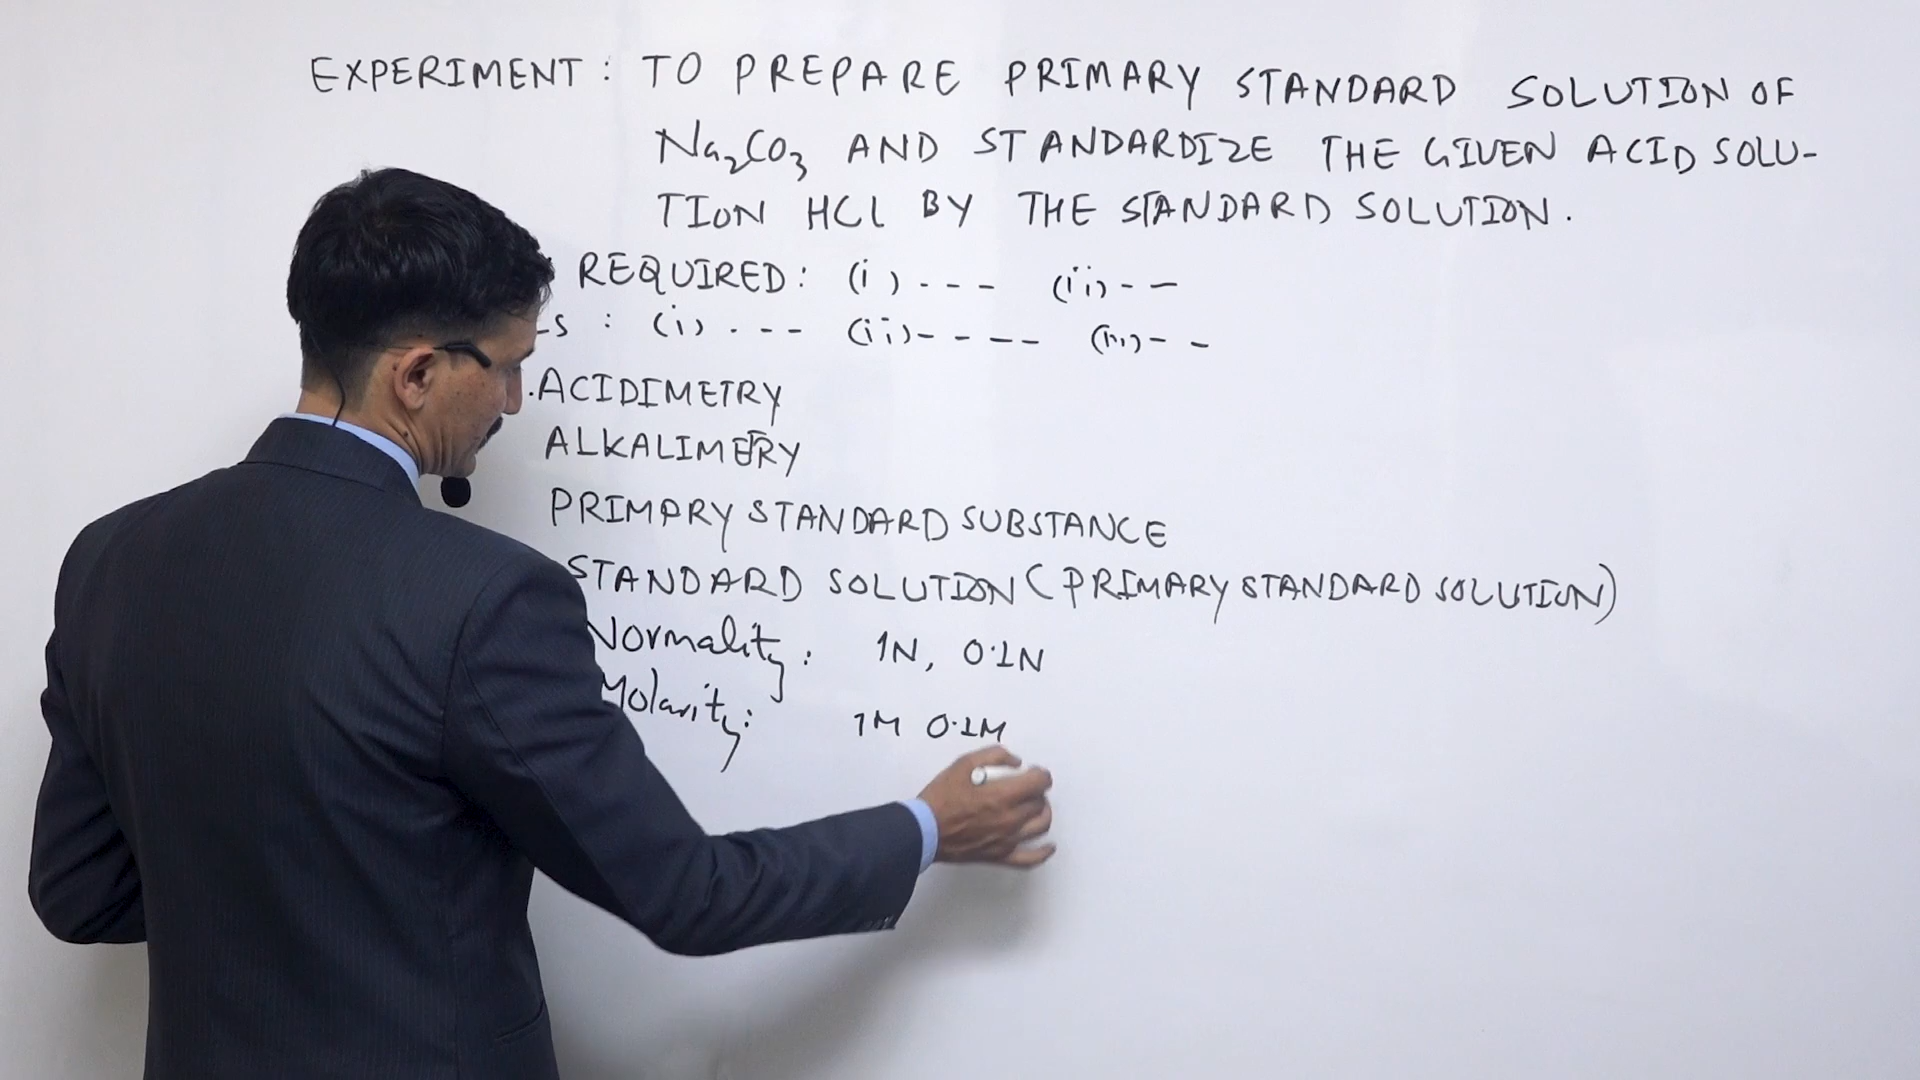 EXPERIMENT: TO PREPARE PRIMARY STANDARD SOLUTION OF
Na₂CO₃ AND STANDARDIZE THE GIVEN ACID SOLU-
TION HCl BY THE STANDARD SOLUTION.
REQUIRED: (i) --- (ii) --
LS : (i) --- (ii) ---- (iii) --
ACIDIMETRY
ALKALIMETRY
PRIMARY STANDARD SUBSTANCE
STANDARD SOLUTION (PRIMARY STANDARD SOLUTION)
Normality: 1N, 0.1N
Molarity: 1M 0.1M